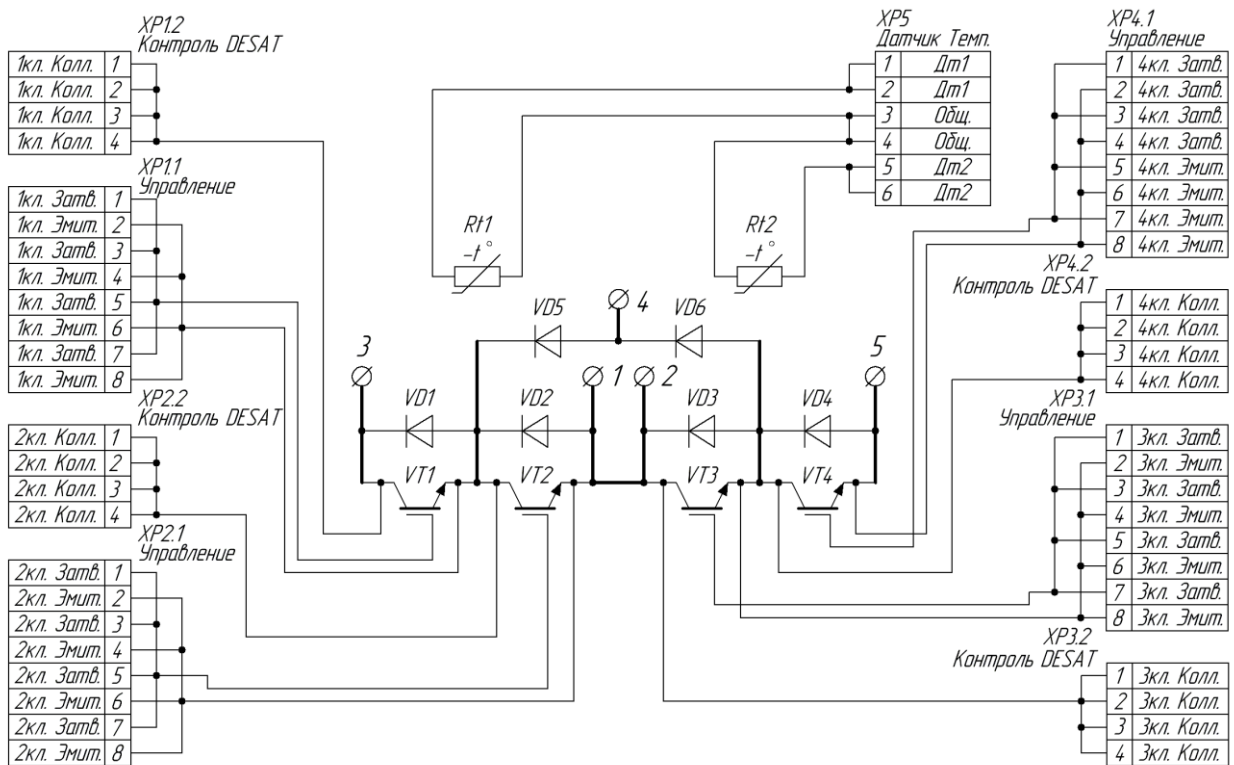 XP1.2
Контроль DESAT
1кл. Колл. 1
1кл. Колл. 2
1кл. Колл. 3
1кл. Колл. 4
XP1.1
Управление
1кл. Затв. 1
1кл. Эмит. 2
1кл. Затв. 3
1кл. Эмит. 4
1кл. Затв. 5
1кл. Эмит. 6
1кл. Затв. 7
1кл. Эмит. 8
XP2.2
Контроль DESAT
2кл. Колл. 1
2кл. Колл. 2
2кл. Колл. 3
2кл. Колл. 4
XP2.1
Управление
2кл. Затв. 1
2кл. Эмит. 2
2кл. Затв. 3
2кл. Эмит. 4
2кл. Затв. 5
2кл. Эмит. 6
2кл. Затв. 7
2кл. Эмит. 8
XP5
Датчик Темп.
1 Дт1
2 Дт1
3 Общ.
4 Общ.
5 Дт2
6 Дт2
Rt1
-t°
Rt2
-t°
VD5
4
VD6
3
1
2
5
VD1
VD2
VD3
VD4
VT1
VT2
VT3
VT4
XP4.1
Управление
1 4кл. Затв.
2 4кл. Затв.
3 4кл. Затв.
4 4кл. Затв.
5 4кл. Эмит.
6 4кл. Эмит.
7 4кл. Эмит.
8 4кл. Эмит.
XP4.2
Контроль DESAT
1 4кл. Колл.
2 4кл. Колл.
3 4кл. Колл.
4 4кл. Колл.
XP3.1
Управление
1 3кл. Затв.
2 3кл. Эмит.
3 3кл. Затв.
4 3кл. Эмит.
5 3кл. Затв.
6 3кл. Эмит.
7 3кл. Затв.
8 3кл. Эмит.
XP3.2
Контроль DESAT
1 3кл. Колл.
2 3кл. Колл.
3 3кл. Колл.
4 3кл. Колл.